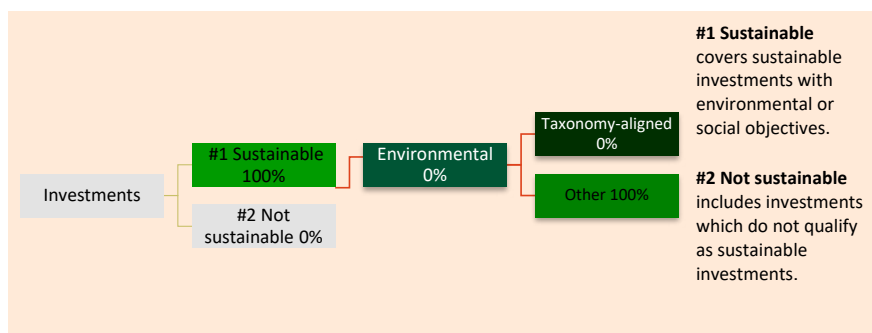 Investments
#1 Sustainable
100%
#2 Not
sustainable 0%
Environmental
0%
Taxonomy-aligned
0%
Other 100%
#1 Sustainable
covers sustainable
investments with
environmental or
social objectives.
#2 Not sustainable
includes investments
which do not qualify
as sustainable
investments.